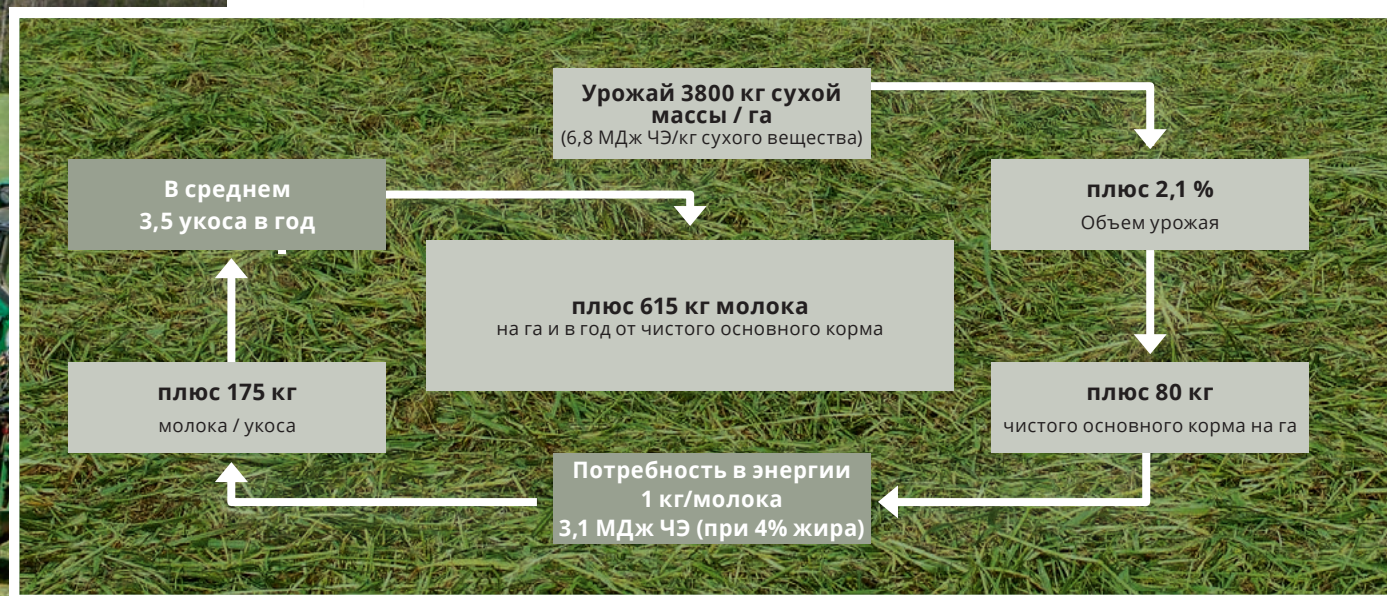 Урожай 3800 кг сухой
массы / га
(6,8 МДж ЧЭ/кг сухого вещества)
плюс 2,1 %
Объем урожая
плюс 80 кг
чистого основного корма на га
Потребность в энергии
1 кг/молока
3,1 МДж ЧЭ (при 4% жира)
плюс 175 кг
молока / укоса
В среднем
3,5 укоса в год
плюс 615 кг молока
на га и в год от чистого основного корма